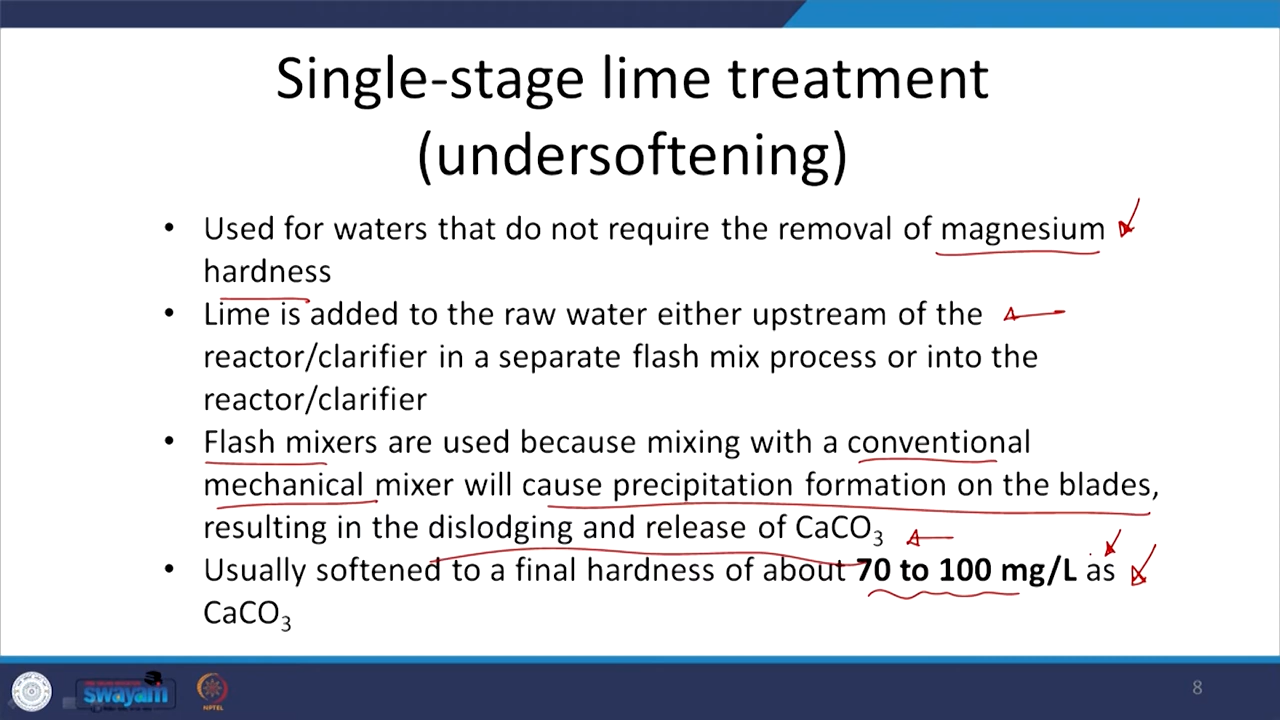 Single-stage lime treatment
(undersoftening)
• Used for waters that do not require the removal of magnesium
hardness
• Lime is added to the raw water either upstream of the
reactor/clarifier in a separate flash mix process or into the
reactor/clarifier
• Flash mixers are used because mixing with a conventional
mechanical mixer will cause precipitation formation on the blades,
resulting in the dislodging and release of CaCO₃
• Usually softened to a final hardness of about 70 to 100 mg/L as
CaCO₃
swayam
NPTEL
8